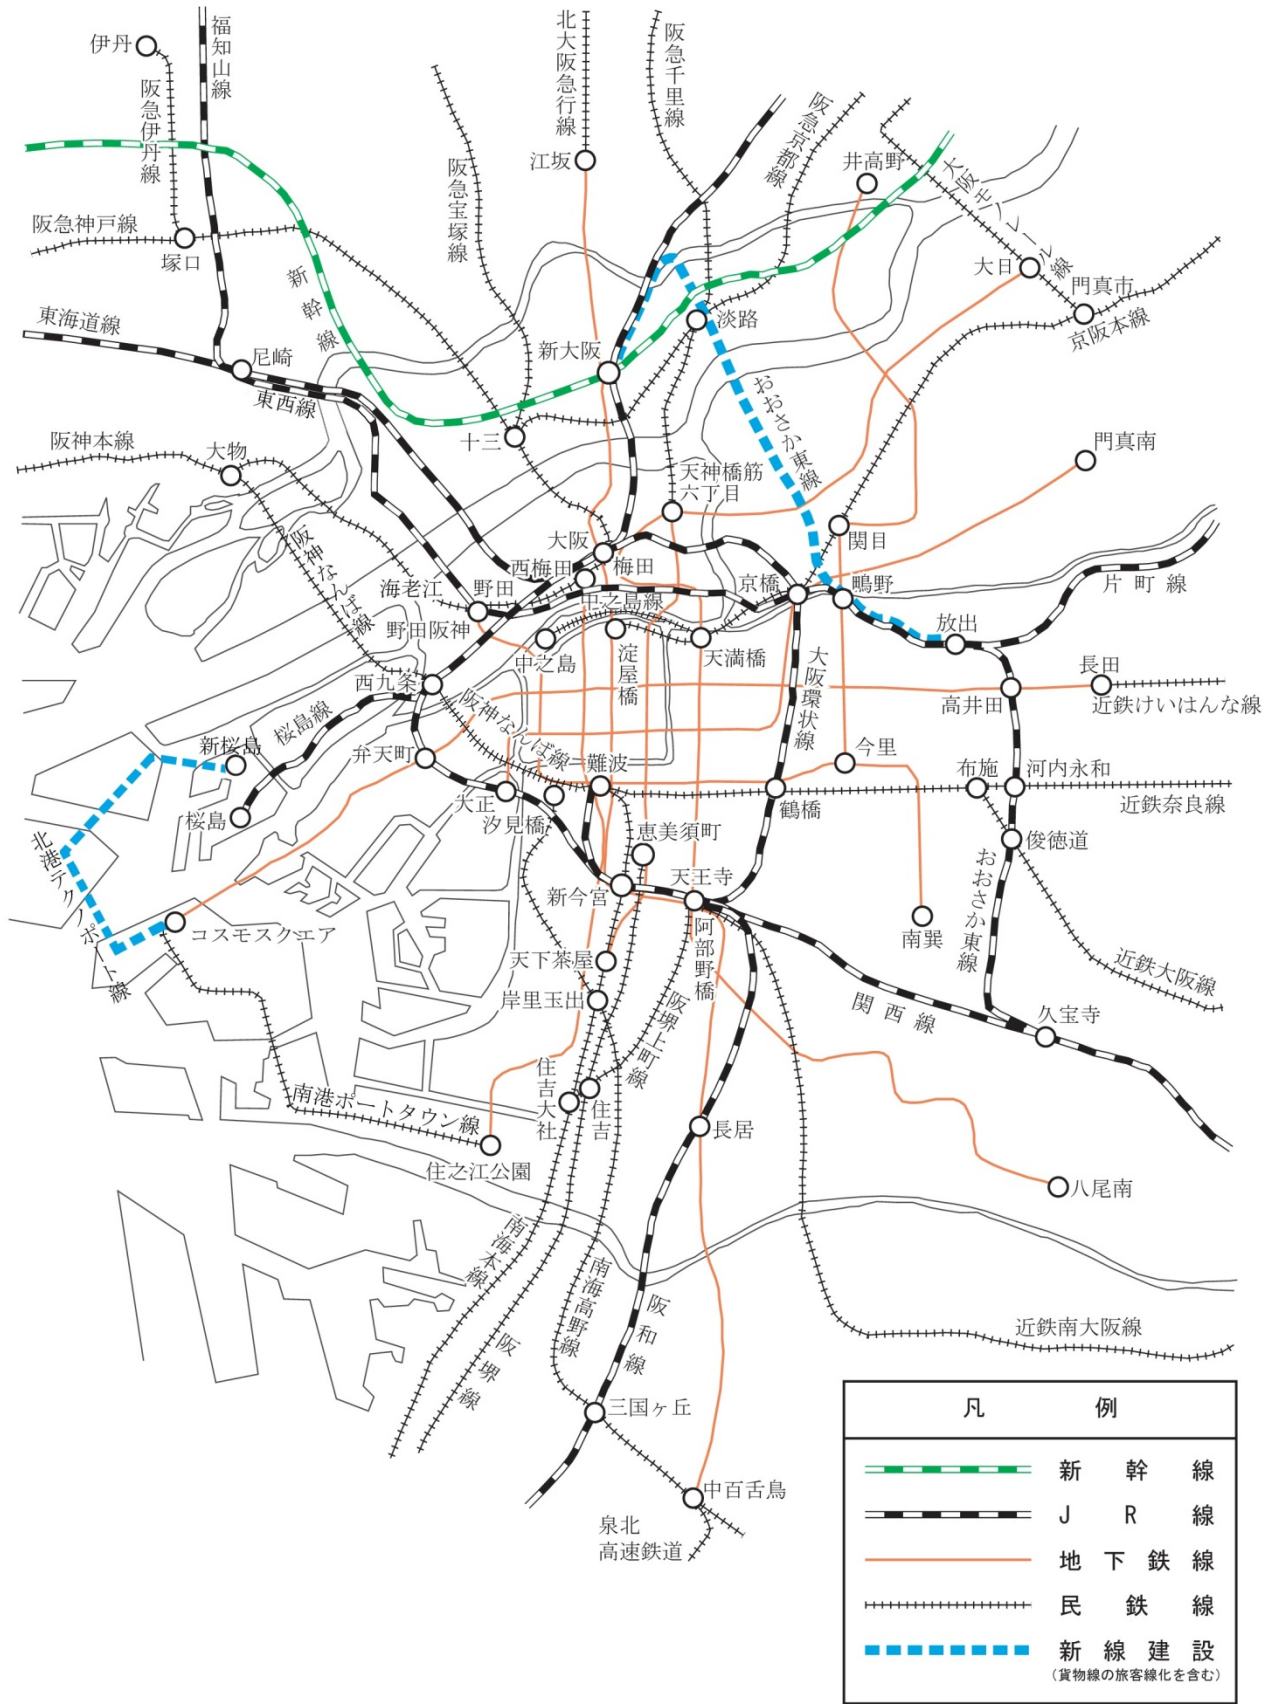 伊丹
福知山線
北大阪急行線
阪急千里線
阪急伊丹線
阪急京都線
江坂
井高野
阪急宝塚線
大阪モノレール線
阪急神戸線
塚口
大日
新幹線
門真市
東海道線
淡路
京阪本線
新大阪
尼崎
東西線
おおさか東線
阪神本線
十三
大物
門真南
天神橋筋
六丁目
阪神なんば線
大阪
関目
西梅田
梅田
海老江
野田
京橋
鴫野
片町線
中之島線
野田阪神
放出
中之島
淀屋橋
天満橋
大阪環状線
長田
西九条
阪神なんば線
高井田
近鉄けいはんな線
桜島線
新桜島
弁天町
難波
今里
布施
河内永和
大正
鶴橋
近鉄奈良線
桜島
汐見橋
恵美須町
俊徳道
北港テクノポート線
新今宮
天王寺
おおさか東線
コスモスクエア
阿部野橋
南巽
天下茶屋
近鉄大阪線
岸里玉出
阪堺上町線
関西線
久宝寺
住吉大社
住吉
南港ポートタウン線
長居
住之江公園
八尾南
南海本線
南海高野線
阪和線
近鉄南大阪線
阪堺線
三国ヶ丘
中百舌鳥
泉北
高速鉄道
凡例
新幹線
JR線
地下鉄線
民鉄線
新線建設
(貨物線の旅客線化を含む)